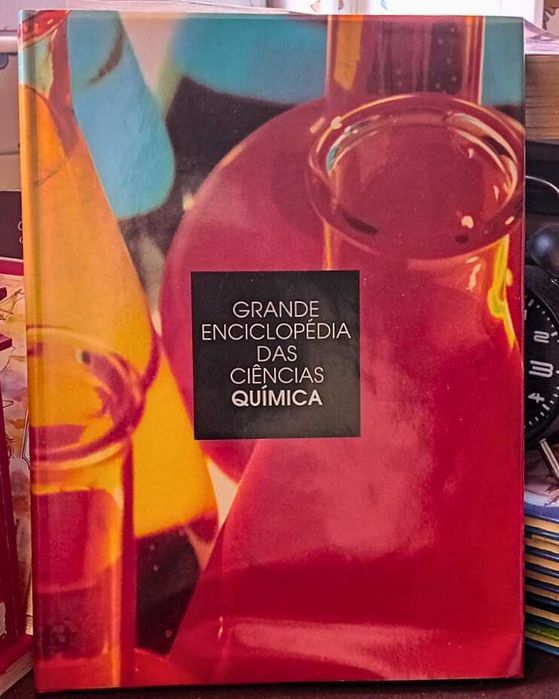 GRANDE
ENCICLOPÉDIA
DAS
CIÊNCIAS
QUÍMICA